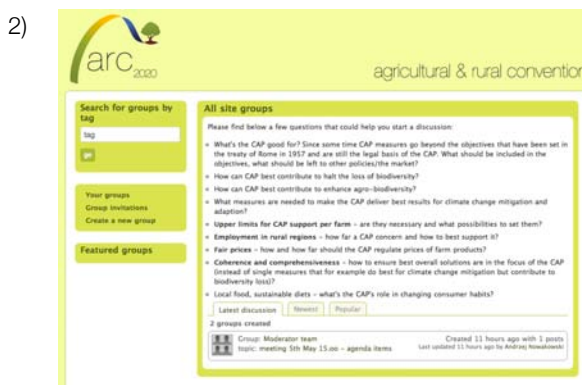 2)
arc 2020
agricultural & rural convention
Search for groups by
tag
tag
go
Your groups
Group invitations
Create a new group
Featured groups
All site groups
Please find below a few questions that could help you start a discussion:
What's the CAP good for? Since some time CAP measures go beyond the objectives that have been set in
the treaty of Rome in 1957 and are still the legal basis of the CAP. What should be included in the
objectives, what should be left to other policies/the market?
How can CAP best contribute to halt the loss of biodiversity?
How can CAP best contribute to enhance agro-biodiversity?
What measures are needed to make the CAP deliver best results for climate change mitigation and
adaption?
Upper limits for CAP support per farm – are they necessary and what possibilities to set them?
Employment in rural regions – how far a CAP concern and how to best support it?
Fair prices – how and how far should the CAP regulate prices of farm products?
Coherence and comprehensiveness – how to ensure best overall solutions are in the focus of the CAP
(instead of single measures that for example do best for climate change mitigation but contribute to
biodiversity loss)?
Local food, sustainable diets – what's the CAP's role in changing consumer habits?
Latest discussion Newest Popular
2 groups created
Group: Moderator team Created 11 hours ago with 1 posts
topic: meeting 5th May 15.oo – agenda items Last updated 11 hours ago by Andrzej Nowakowski